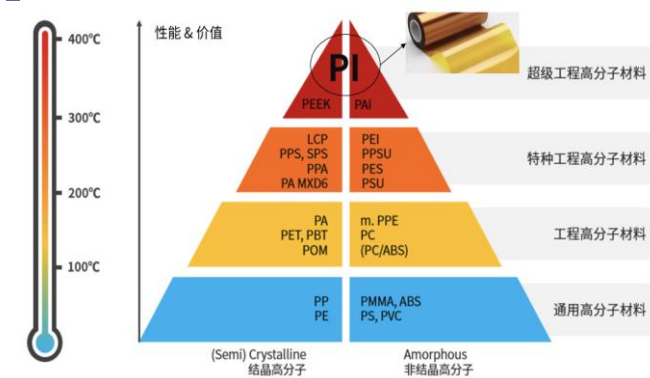 性能 & 价值
400℃
300℃
200℃
100℃
PI
PEEK
PAI
超级工程高分子材料
LCP
PPS, SPS
PPA
PA MXD6
PEI
PPSU
PES
PSU
特种工程高分子材料
PA
PET, PBT
POM
m. PPE
PC
(PC/ABS)
工程高分子材料
PP
PE
PMMA, ABS
PS, PVC
通用高分子材料
(Semi) Crystalline
结晶高分子
Amorphous
非结晶高分子